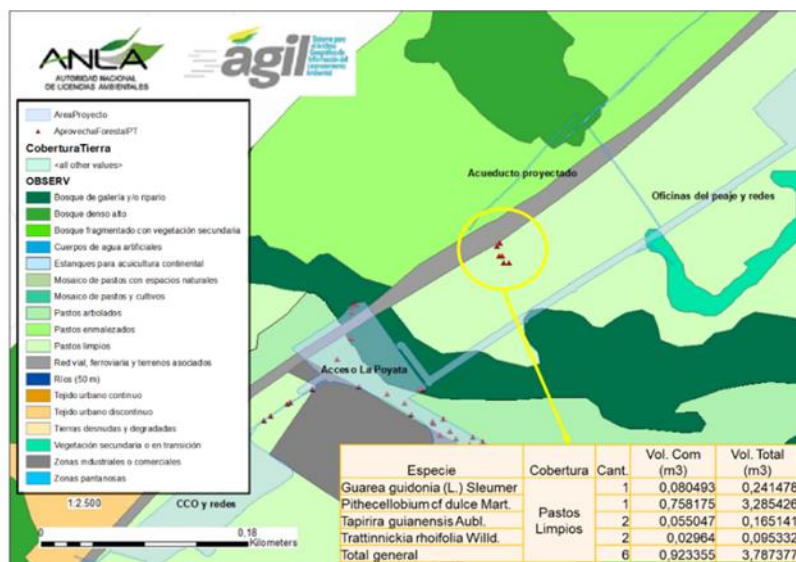 ANLA
AUTORIDAD NACIONAL
DE LICENCIAS AMBIENTALES
ágil
AreaProyecto
AprovechaForestalPT
CoberturaTierra
<all other values>
OBSERV
Bosque de galería y/o ripario
Bosque denso alto
Bosque fragmentado con vegetación secundaria
Cuerpos de agua artificiales
Estanques para acuicultura continental
Mosaico de pastos con espacios naturales
Mosaico de pastos y cultivos
Pastos arbolados
Pastos enmalezados
Pastos limpios
Red vial, ferroviaria y terrenos asociados
Ríos (50 m)
Tejido urbano continuo
Tejido urbano discontinuo
Tierras desnudas y degradadas
Vegetación secundaria o en transición
Zonas industriales o comerciales
Zonas pantanosas
1:2.500
0 0,18
Kilometers
Acueducto proyectado
Oficinas del peaje y redes
Acceso La Poyata
CCO y redes
Especie Cobertura Cant. Vol. Com (m3) Vol. Total (m3)
Guarea guidonia (L.) Sleumer 1 0,080493 0,241478
Pithecellobium cf dulce Mart. 1 0,758175 3,285426
Pastos Limpios
Tapirira guianensis Aubl. 2 0,055047 0,165141
Trattinnickia rhoifolia Willd. 2 0,02964 0,095332
Total general 6 0,923355 3,787377